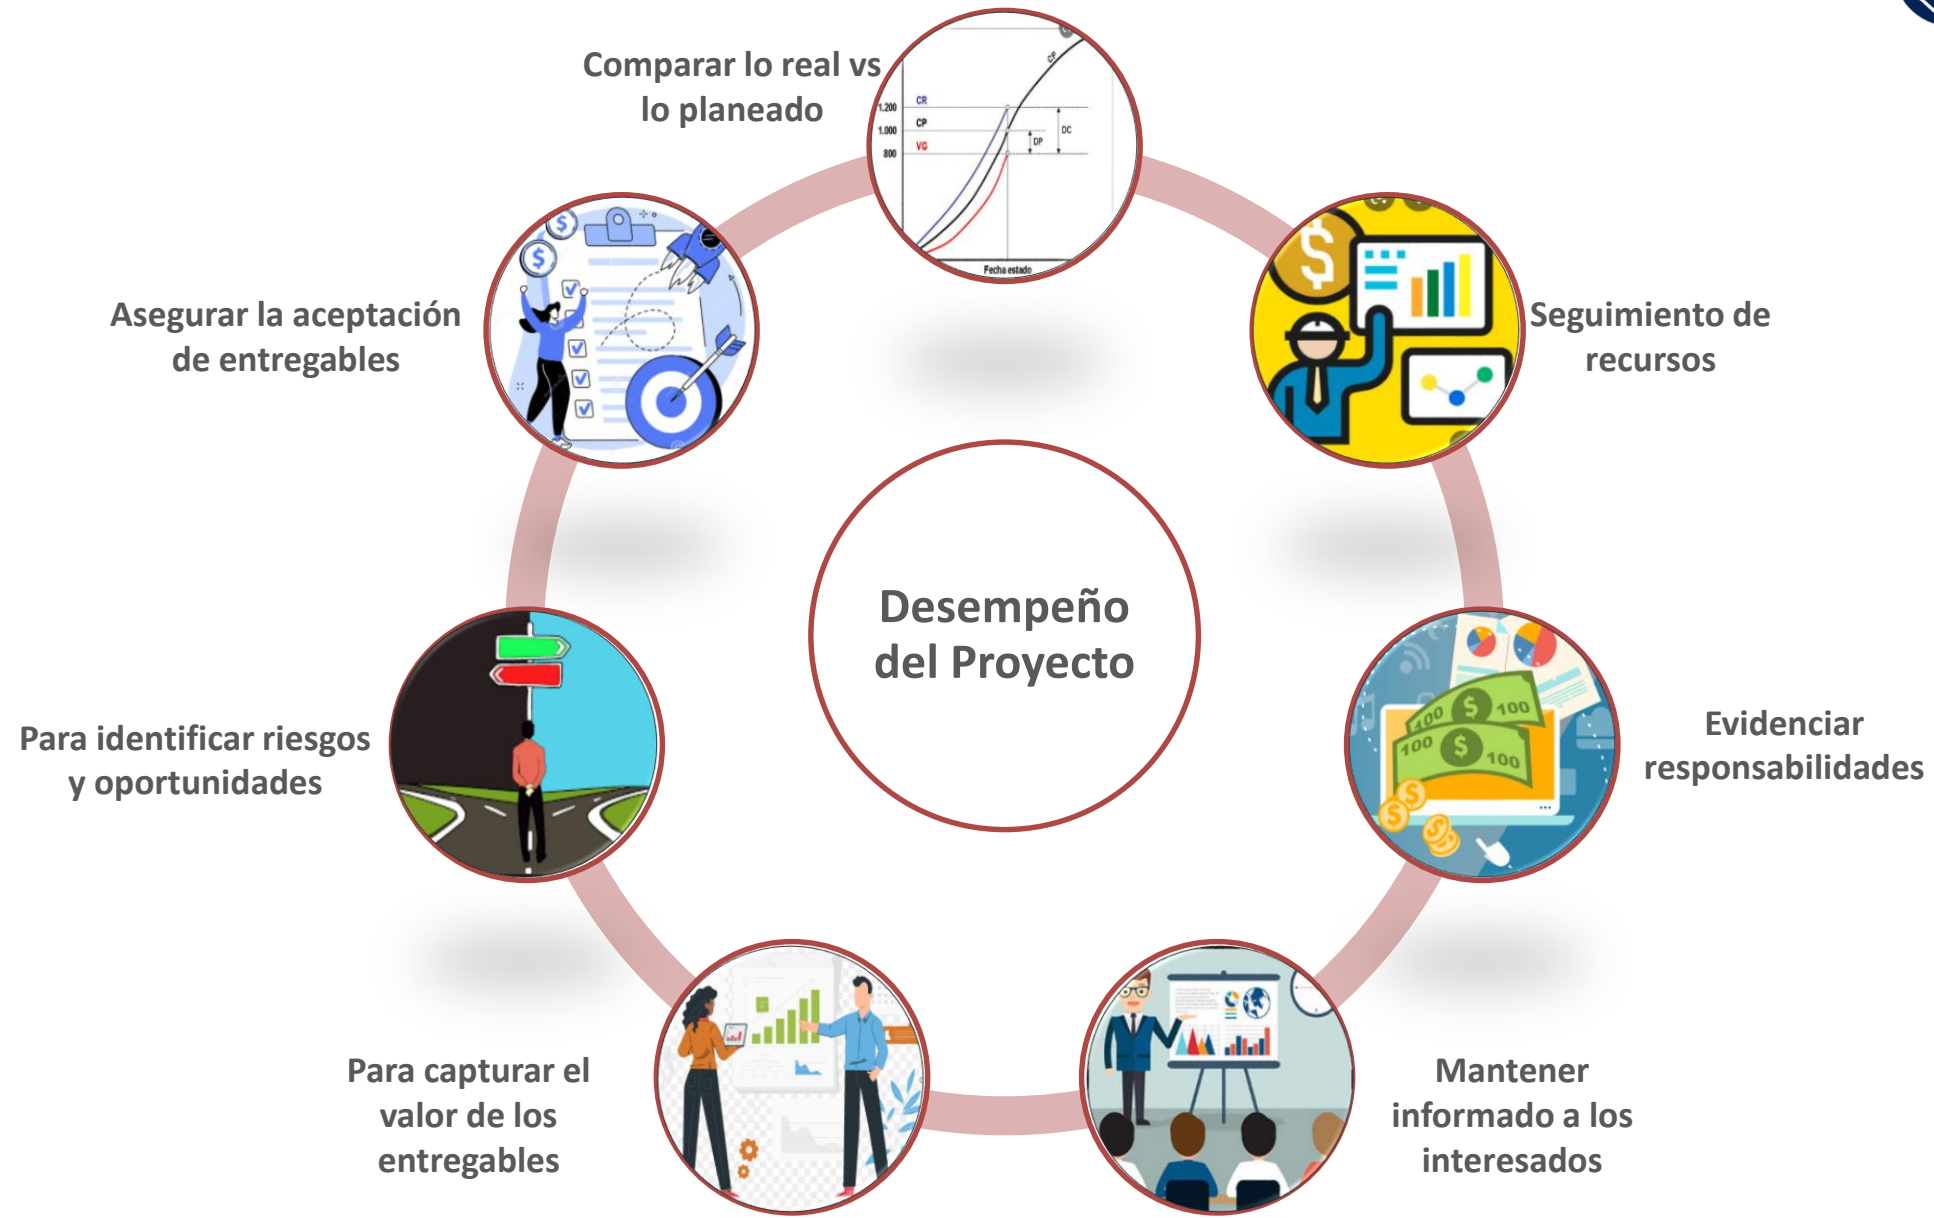 Comparar lo real vs
lo planeado
CP
1.200
CR
1.000
CP
800
VG
DP
DC
Fecha estado
Asegurar la aceptación
de entregables
$
$
$
Seguimiento de
recursos
Desempeño
del Proyecto
Para identificar riesgos
y oportunidades
100
$
100
100
$
100
$
$
$
Evidenciar
responsabilidades
Para capturar el
valor de los
entregables
Mantener
informado a los
interesados